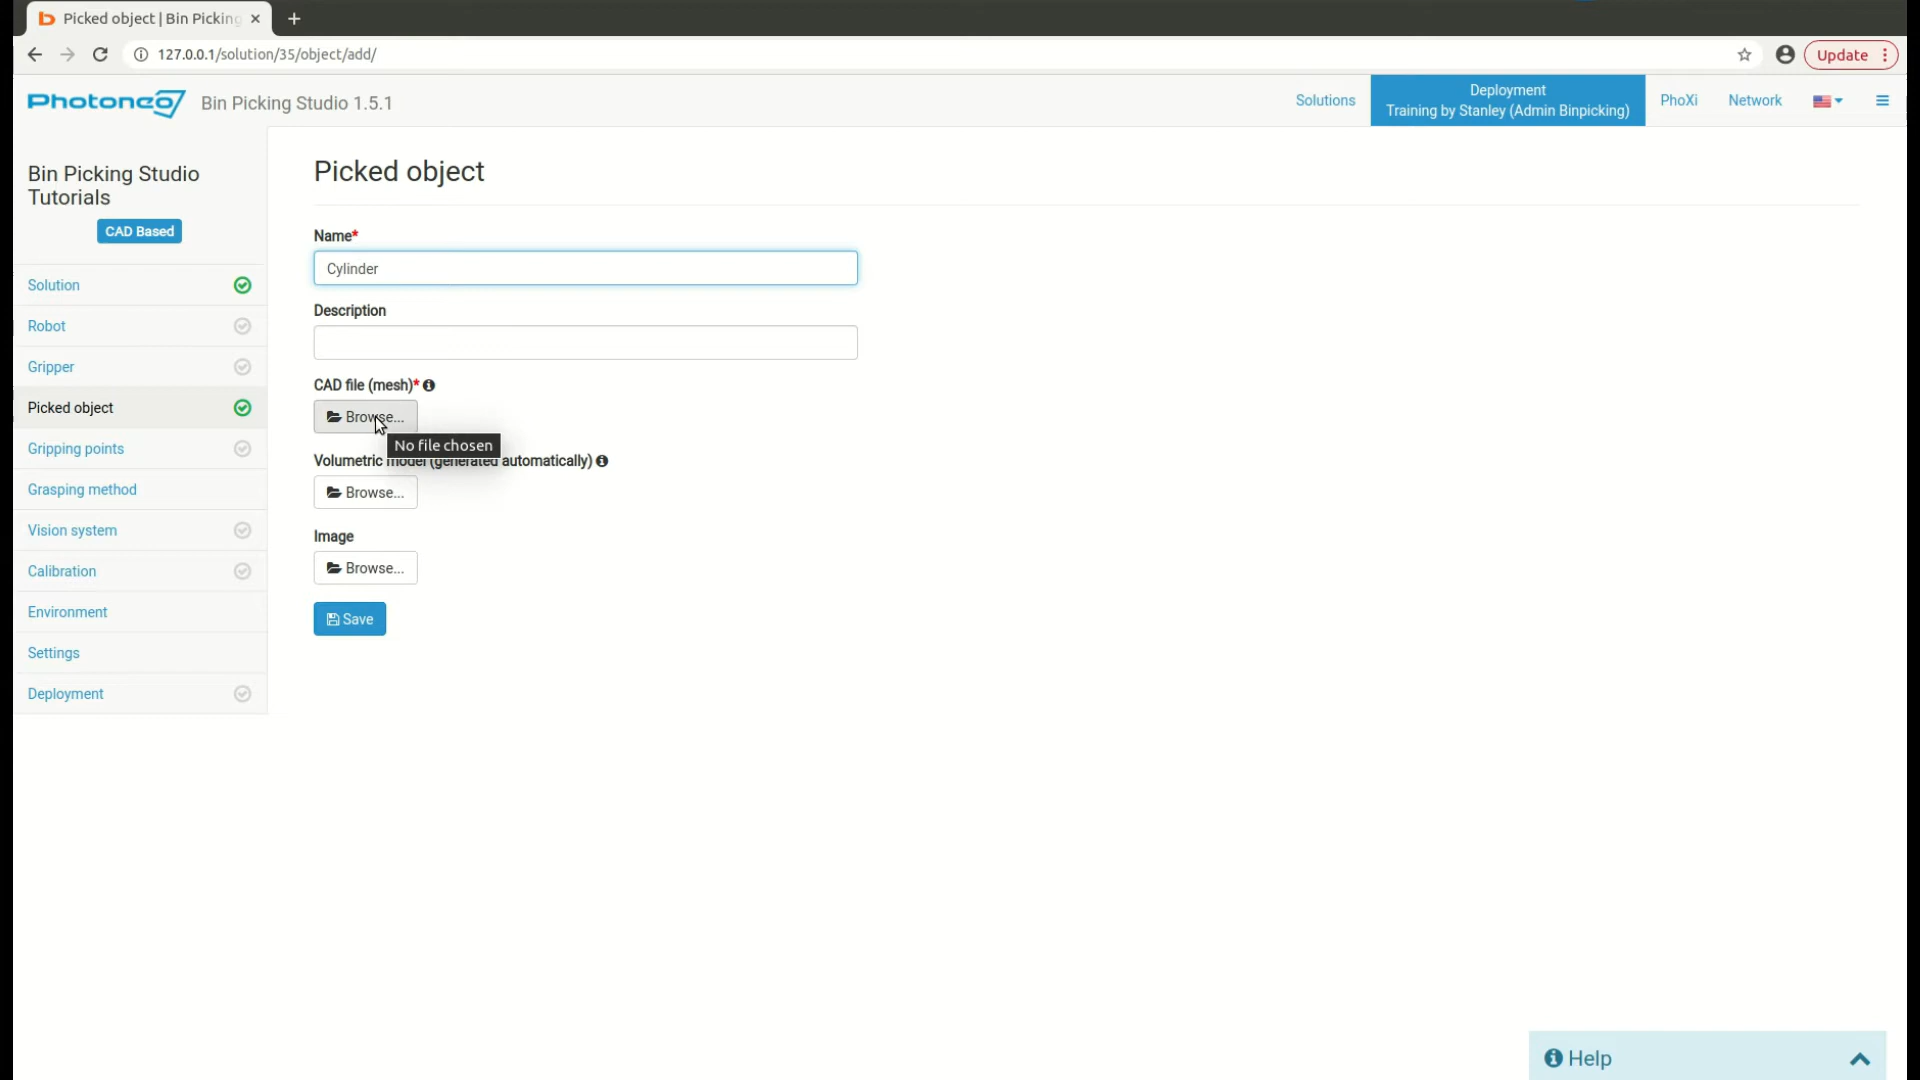 Picked object | Bin Picking
127.0.0.1/solution/35/object/add/
Update
Photoneo
Bin Picking Studio 1.5.1
Solutions
Deployment
Training by Stanley (Admin Binpicking)
PhoXi
Network
Bin Picking Studio
Tutorials
CAD Based
Solution
Robot
Gripper
Picked object
Gripping points
Grasping method
Vision system
Calibration
Environment
Settings
Deployment
Picked object
Name*
Cylinder
Description
CAD file (mesh)*
Browse...
No file chosen
Volumetric model (generated automatically)
Browse...
Image
Browse...
Save
Help